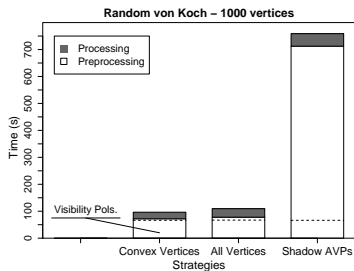 Random von Koch – 1000 vertices
Processing
Preprocessing
Time (s)
0 100 200 300 400 500 600 700
Visibility Pols.
Convex Vertices All Vertices Shadow AVPs
Strategies